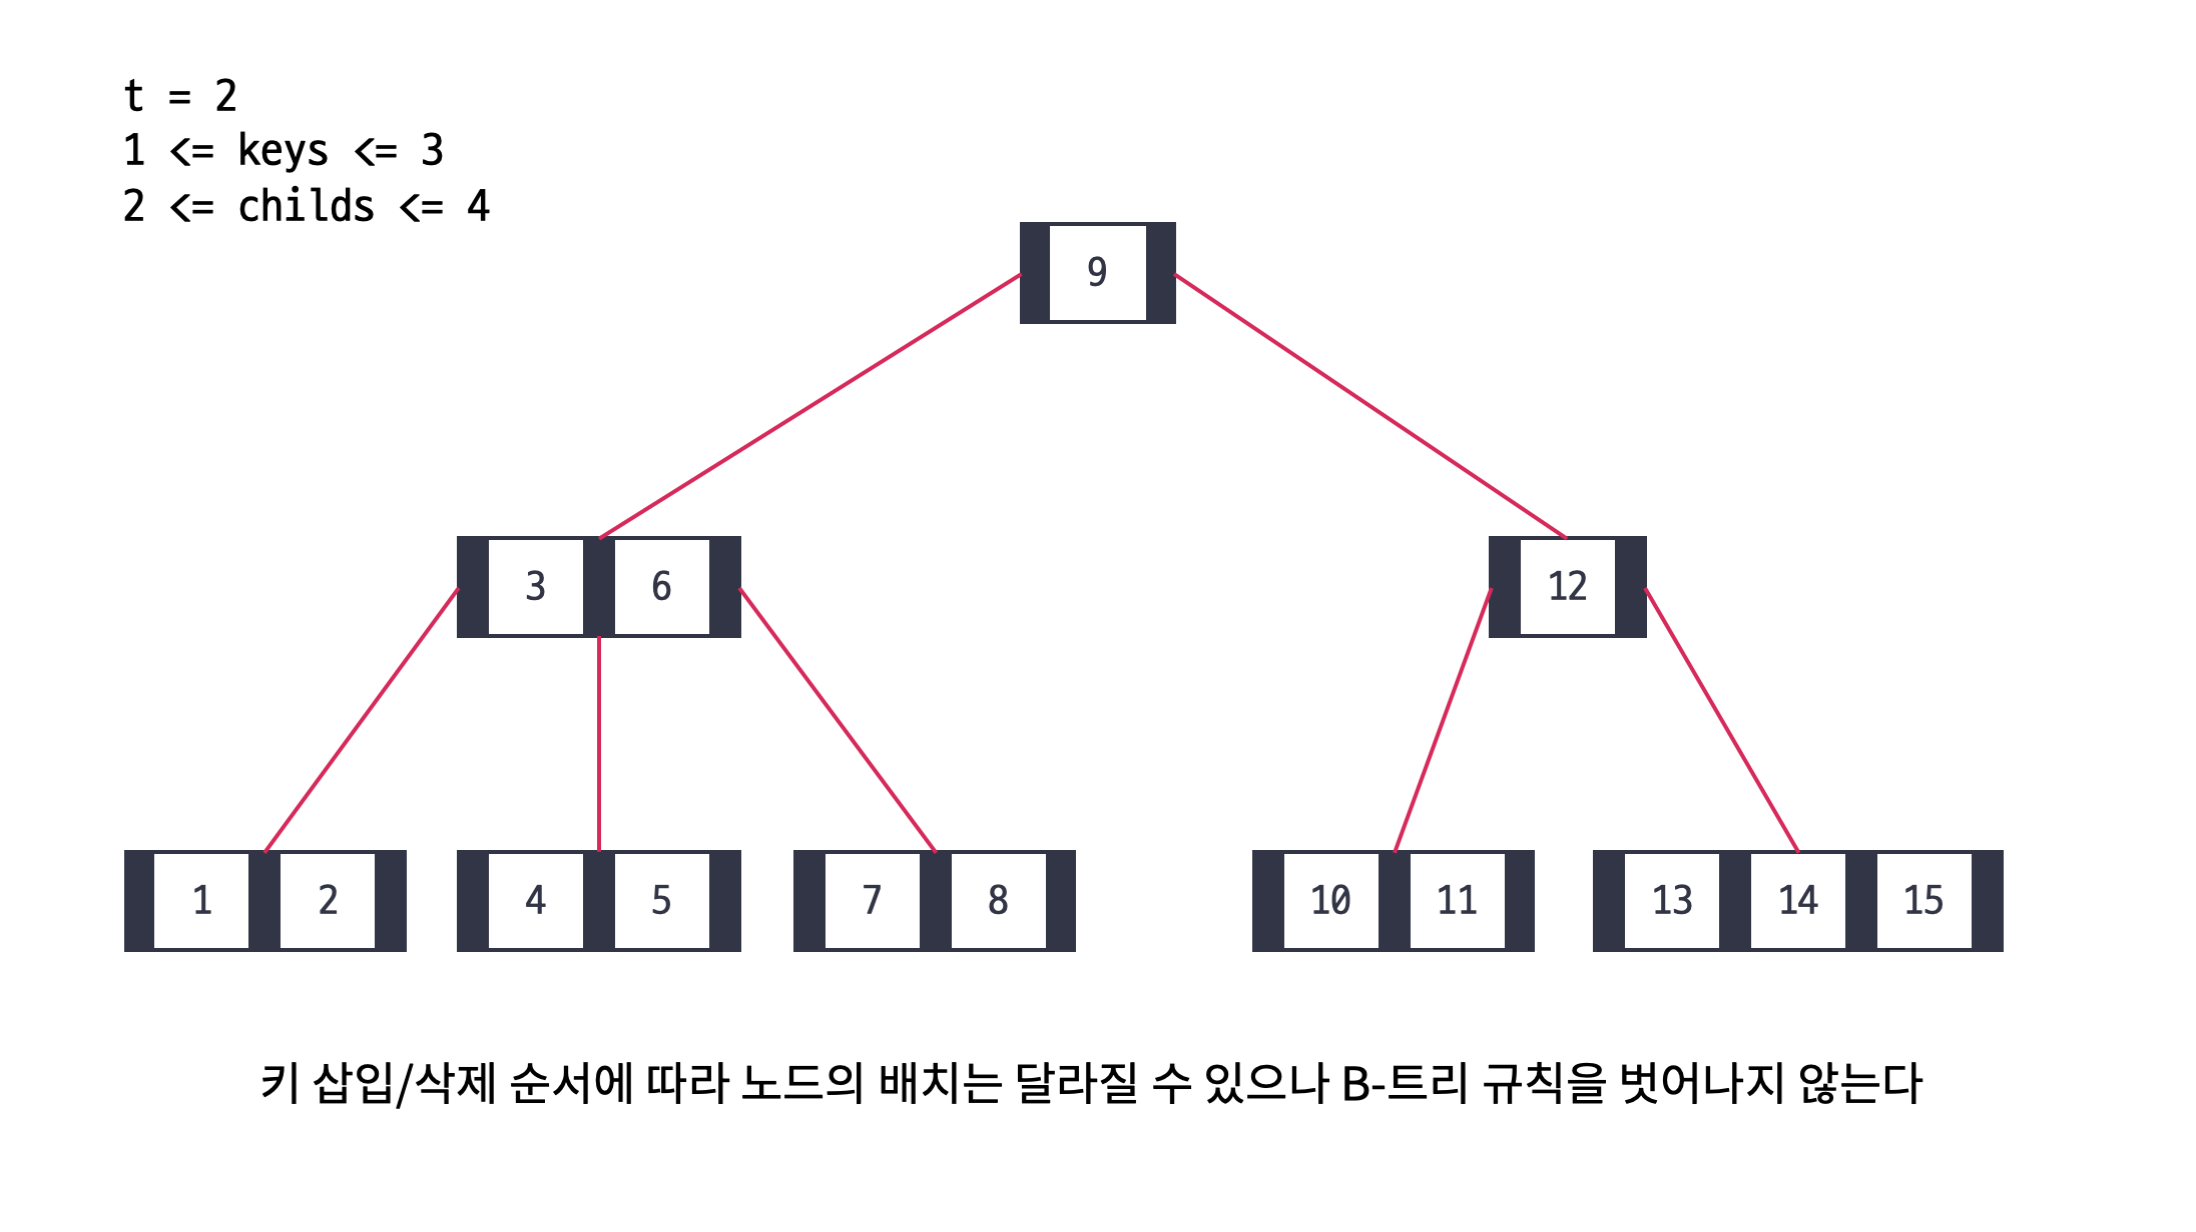 t = 2
1 <= keys <= 3
2 <= childs <= 4
9
3 6
12
1 2
4 5
7 8
10 11
13 14 15
키 삽입/삭제 순서에 따라 노드의 배치는 달라질 수 있으나 B-트리 규칙을 벗어나지 않는다